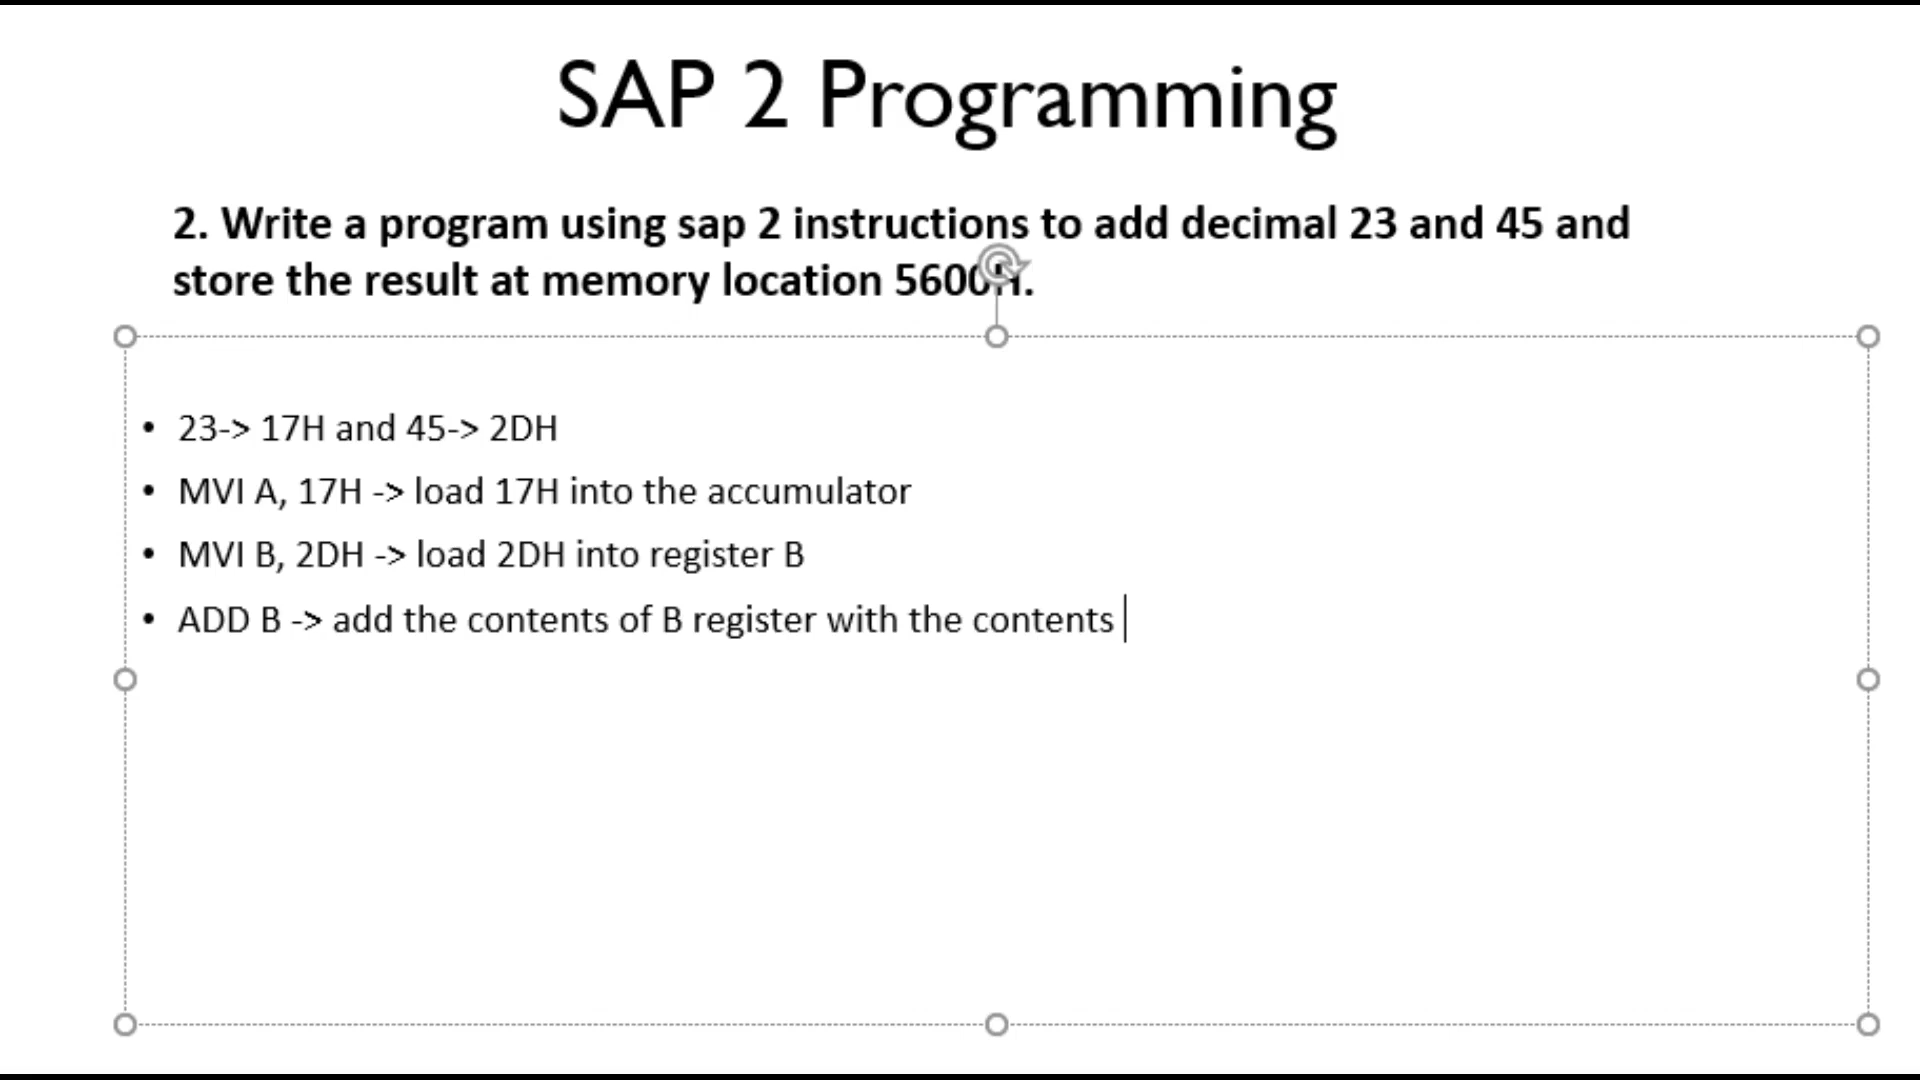 SAP 2 Programming
2. Write a program using sap 2 instructions to add decimal 23 and 45 and
store the result at memory location 5600H.
• 23-> 17H and 45-> 2DH
• MVI A, 17H -> load 17H into the accumulator
• MVI B, 2DH -> load 2DH into register B
• ADD B -> add the contents of B register with the contents